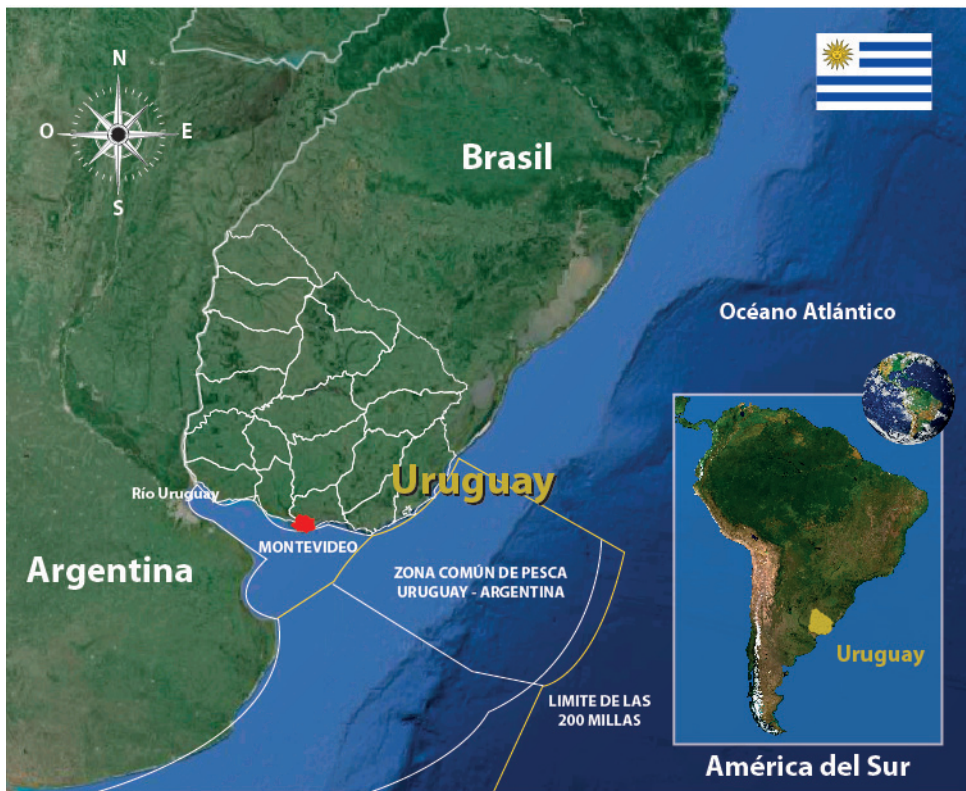 N
O
E
S
Brasil
Océano Atlántico
Uruguay
Río Uruguay
MONTEVIDEO
Argentina
ZONA COMÚN DE PESCA
URUGUAY - ARGENTINA
LIMITE DE LAS
200 MILLAS
Uruguay
América del Sur